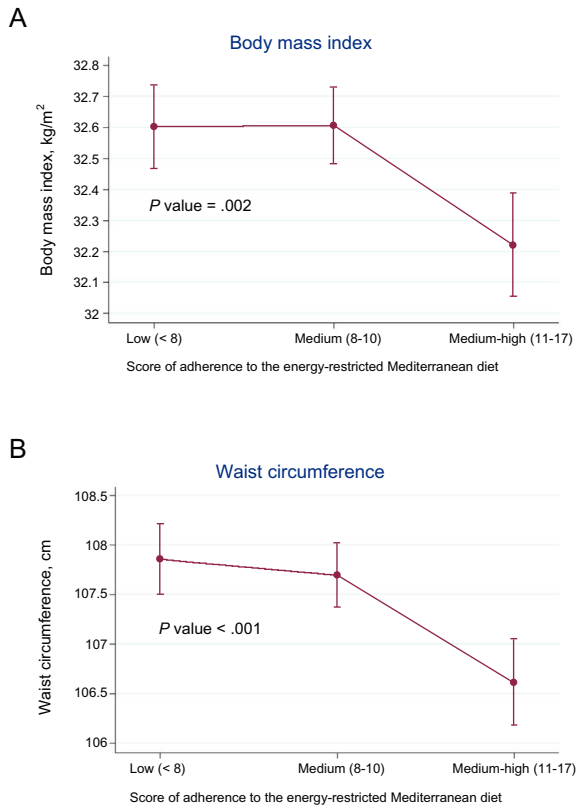 A
Body mass index
Body mass index, kg/m²
32.8
32.7
32.6
32.5
32.4
32.3
32.2
32.1
32
P value = .002
Low (< 8)
Medium (8-10)
Medium-high (11-17)
Score of adherence to the energy-restricted Mediterranean diet
B
Waist circumference
Waist circumference, cm
108.5
108
107.5
107
106.5
106
P value < .001
Low (< 8)
Medium (8-10)
Medium-high (11-17)
Score of adherence to the energy-restricted Mediterranean diet